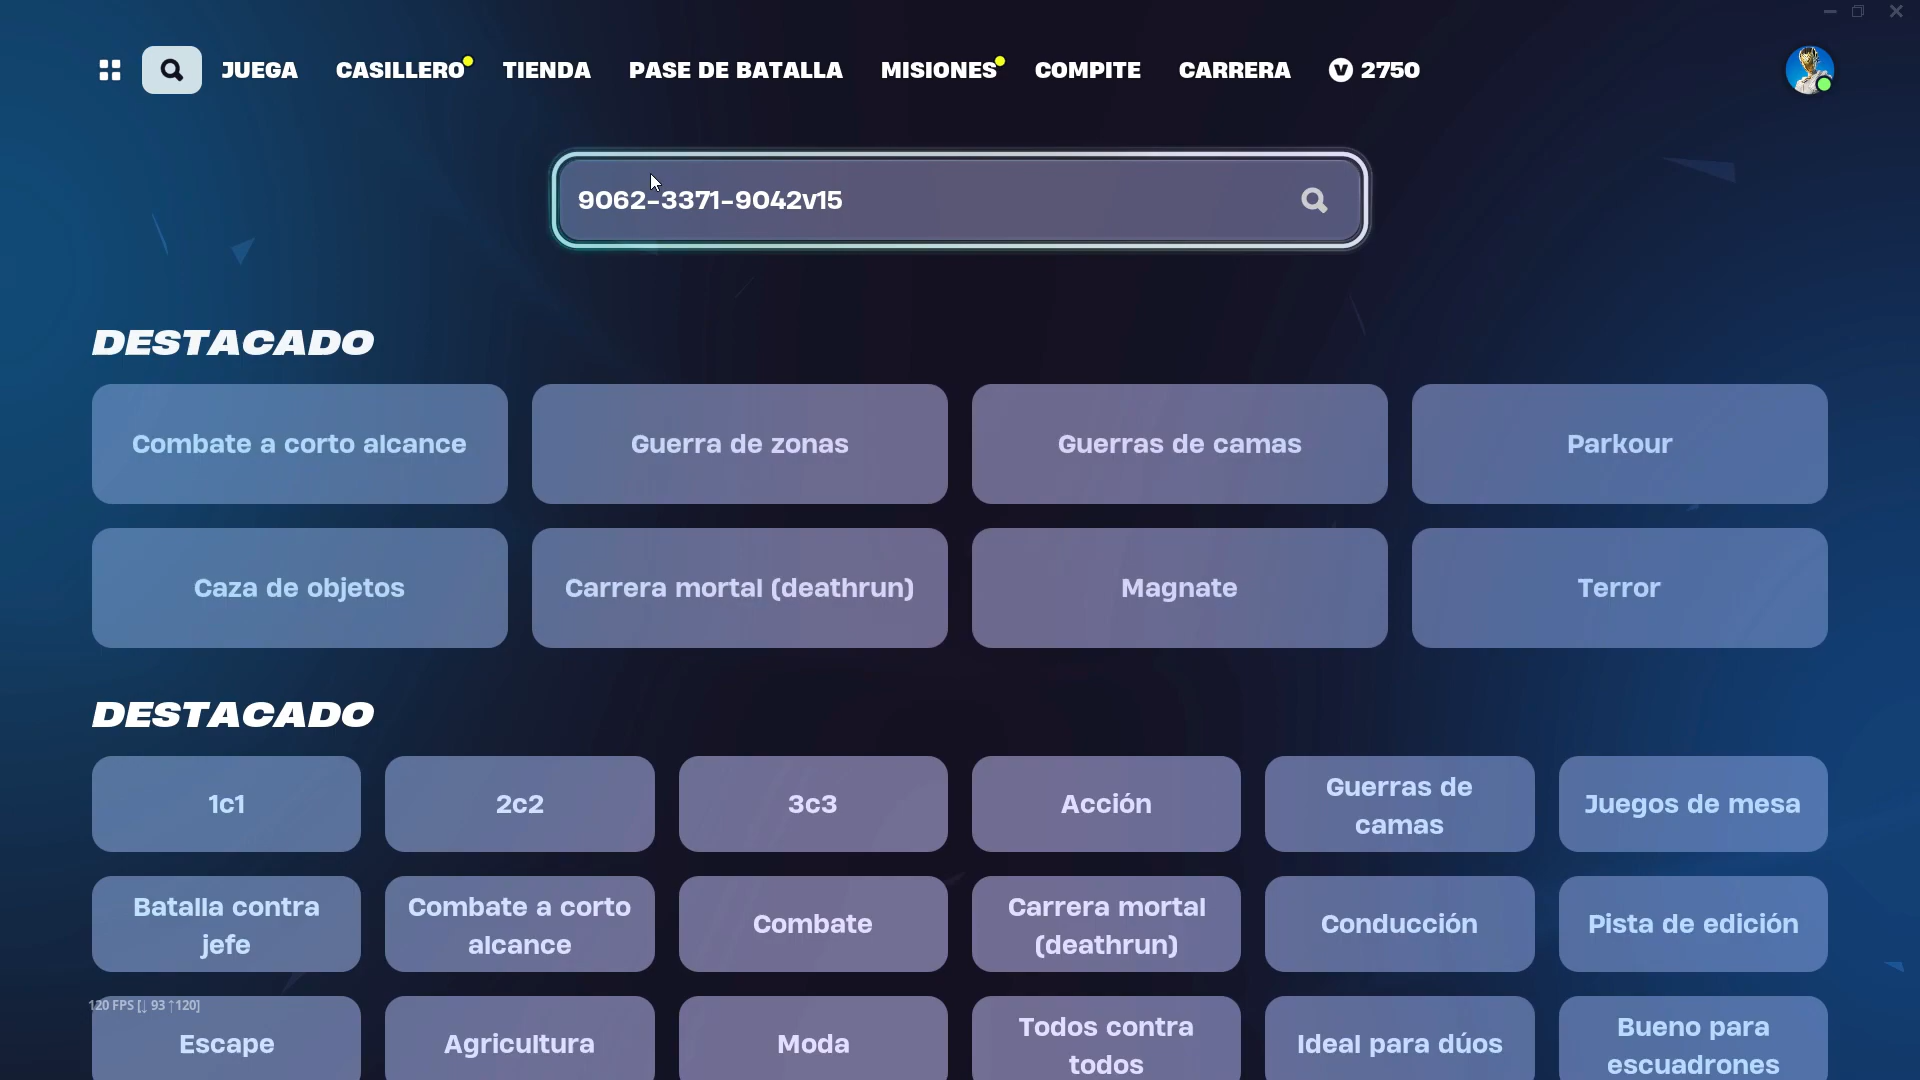 JUEGA CASILLERO TIENDA PASE DE BATALLA MISIONES COMPITE CARRERA V 2750
9062-3371-9042v15
DESTACADO
Combate a corto alcance
Guerra de zonas
Guerras de camas
Parkour
Caza de objetos
Carrera mortal (deathrun)
Magnate
Terror
DESTACADO
1c1
2c2
3c3
Acción
Guerras de
camas
Juegos de mesa
Batalla contra
jefe
Combate a corto
alcance
Combate
Carrera mortal
(deathrun)
Conducción
Pista de edición
120 FPS [↓ 93 ↑120]
Escape
Agricultura
Moda
Todos contra
todos
Ideal para dúos
Bueno para
escuadrones